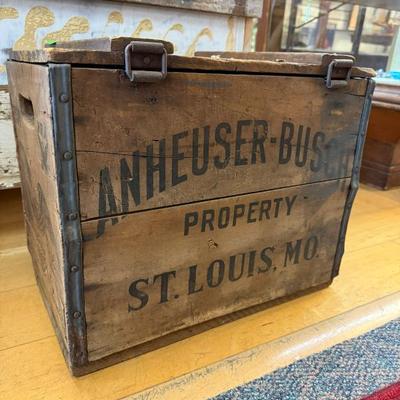 ANHEUSER-BUSCH
PROPERTY
ST. LOUIS, MO.